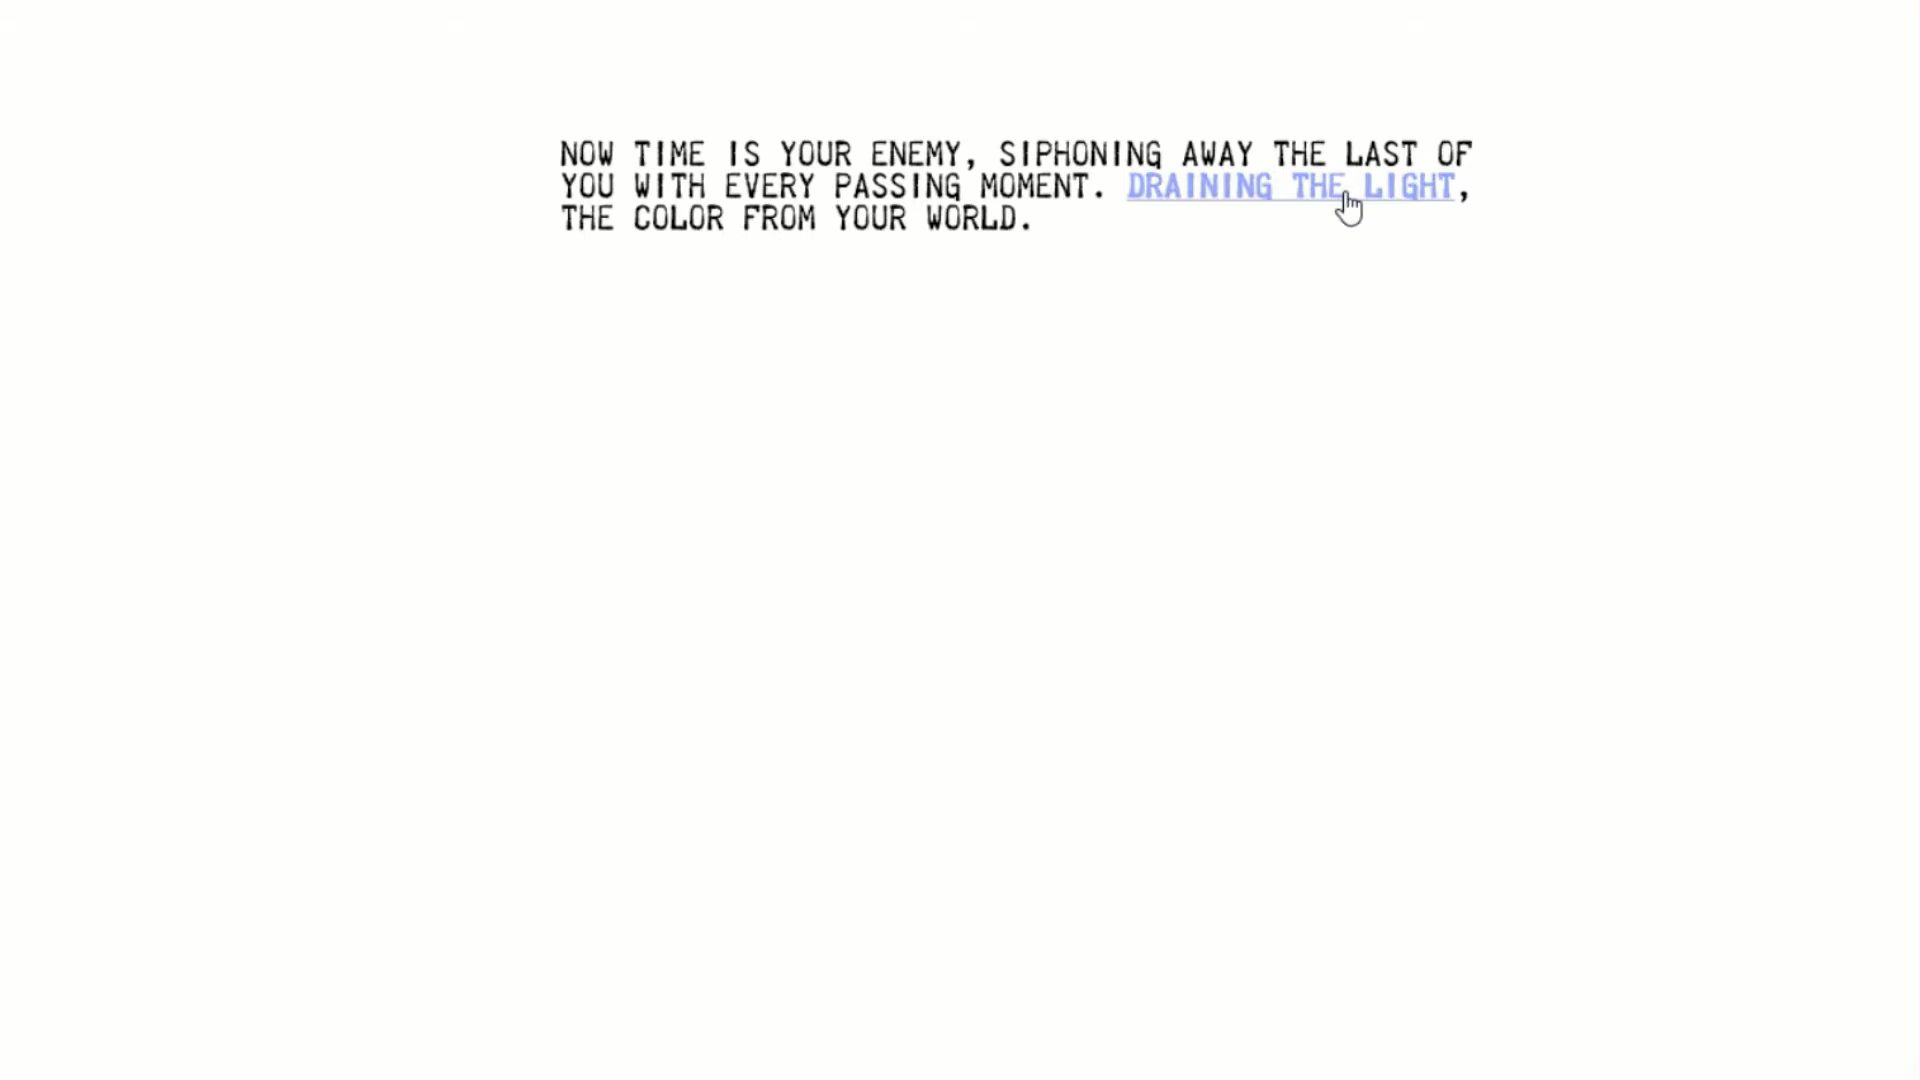 NOW TIME IS YOUR ENEMY, SIPHONING AWAY THE LAST OF
YOU WITH EVERY PASSING MOMENT. DRAINING THE LIGHT,
THE COLOR FROM YOUR WORLD.